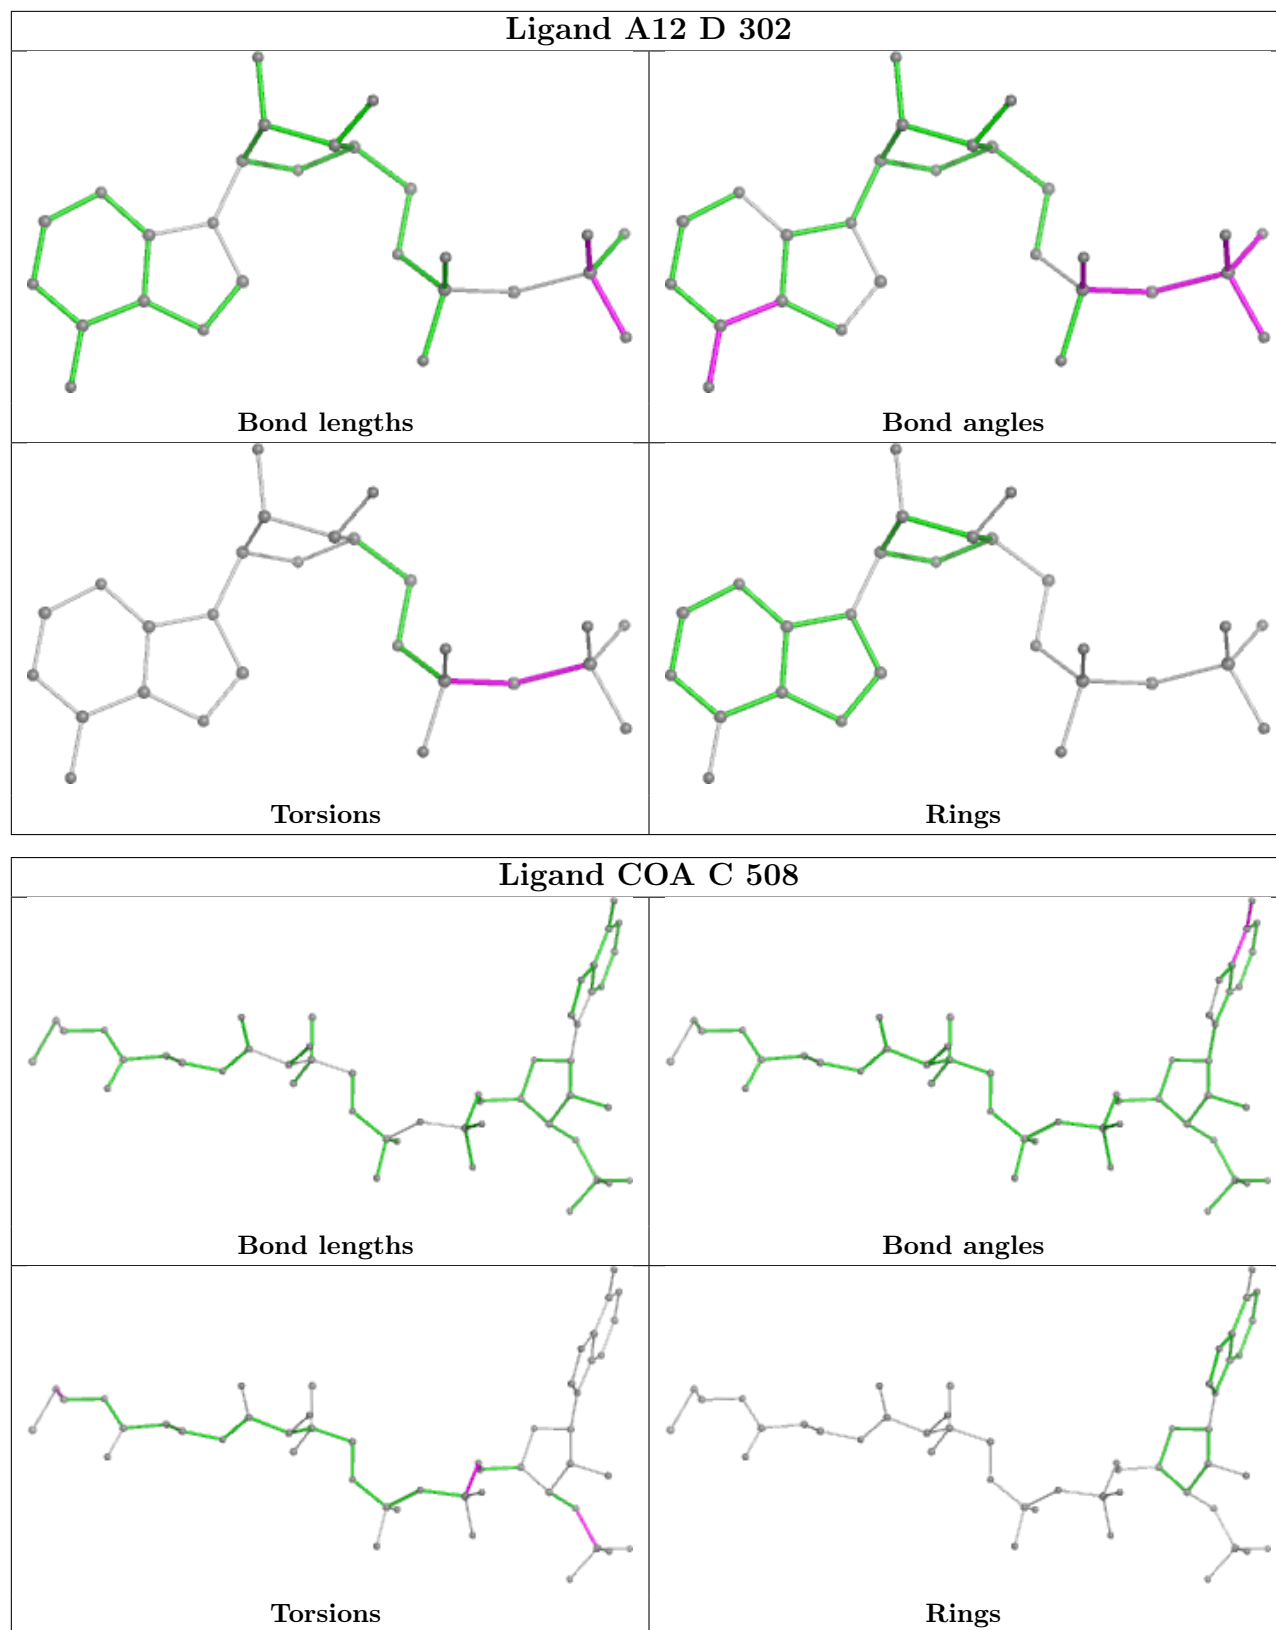 Ligand A12 D 302
Bond lengths
Bond angles
Torsions
Rings
Ligand COA C 508
Bond lengths
Bond angles
Torsions
Rings